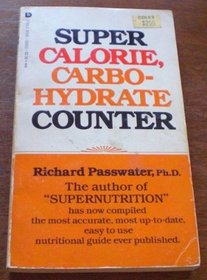 SUPER
CALORIE,
CARBO-
HYDRATE
COUNTER
Richard Passwater, Ph.D.
The author of
"SUPERNUTRITION"
has now compiled
the most accurate, most up-to-date,
easy to use
nutritional guide ever published.